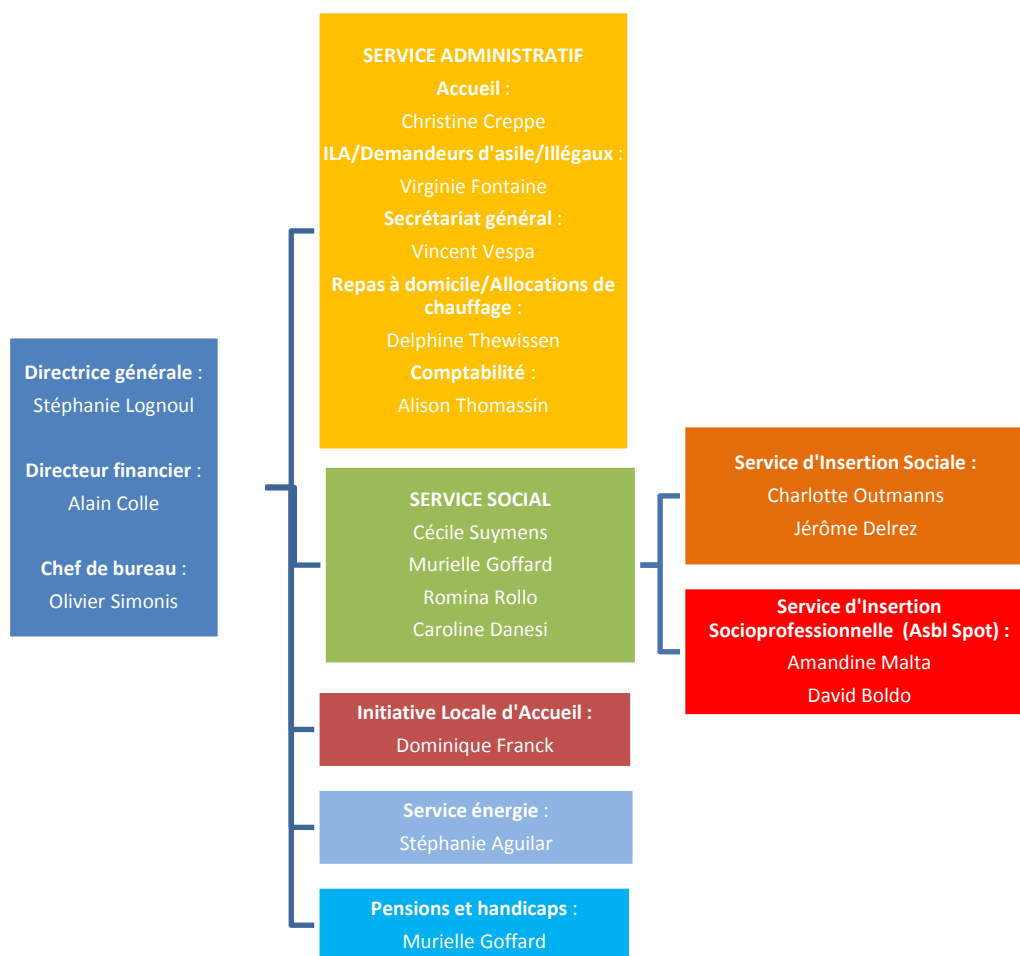 Directrice générale :
Stéphanie Lognoul
Directeur financier :
Alain Colle
Chef de bureau :
Olivier Simonis
SERVICE ADMINISTRATIF
Accueil :
Christine Creppe
ILA/Demandeurs d'asile/Illégaux :
Virginie Fontaine
Secrétariat général :
Vincent Vespa
Repas à domicile/Allocations de
chauffage :
Delphine Thewissen
Comptabilité :
Alison Thomassin
SERVICE SOCIAL
Cécile Suymens
Murielle Goffard
Romina Rollo
Caroline Danesi
Service d'Insertion Sociale :
Charlotte Outmanns
Jérôme Delrez
Service d'Insertion
Socioprofessionnelle (Asbl Spot) :
Amandine Malta
David Boldo
Initiative Locale d'Accueil :
Dominique Franck
Service énergie :
Stéphanie Aguilar
Pensions et handicaps :
Murielle Goffard